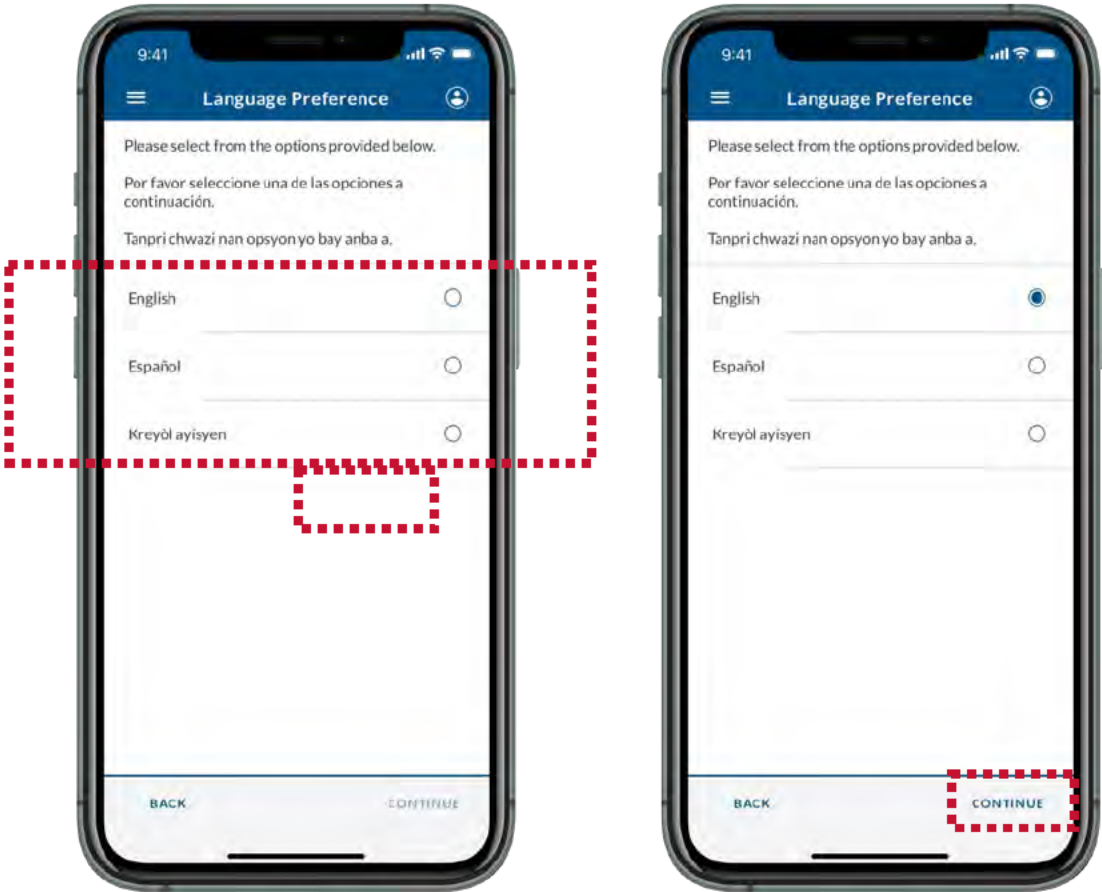 9:41
Language Preference
Please select from the options provided below.
Por favor seleccione una de las opciones a
continuación.
Tanpri chwazi nan opsyon yo bay anba a.
English
Español
Kreyòl ayisyen
BACK
CONTINUE
9:41
Language Preference
Please select from the options provided below.
Por favor seleccione una de las opciones a
continuación.
Tanpri chwazi nan opsyon yo bay anba a.
English
Español
Kreyòl ayisyen
BACK
CONTINUE